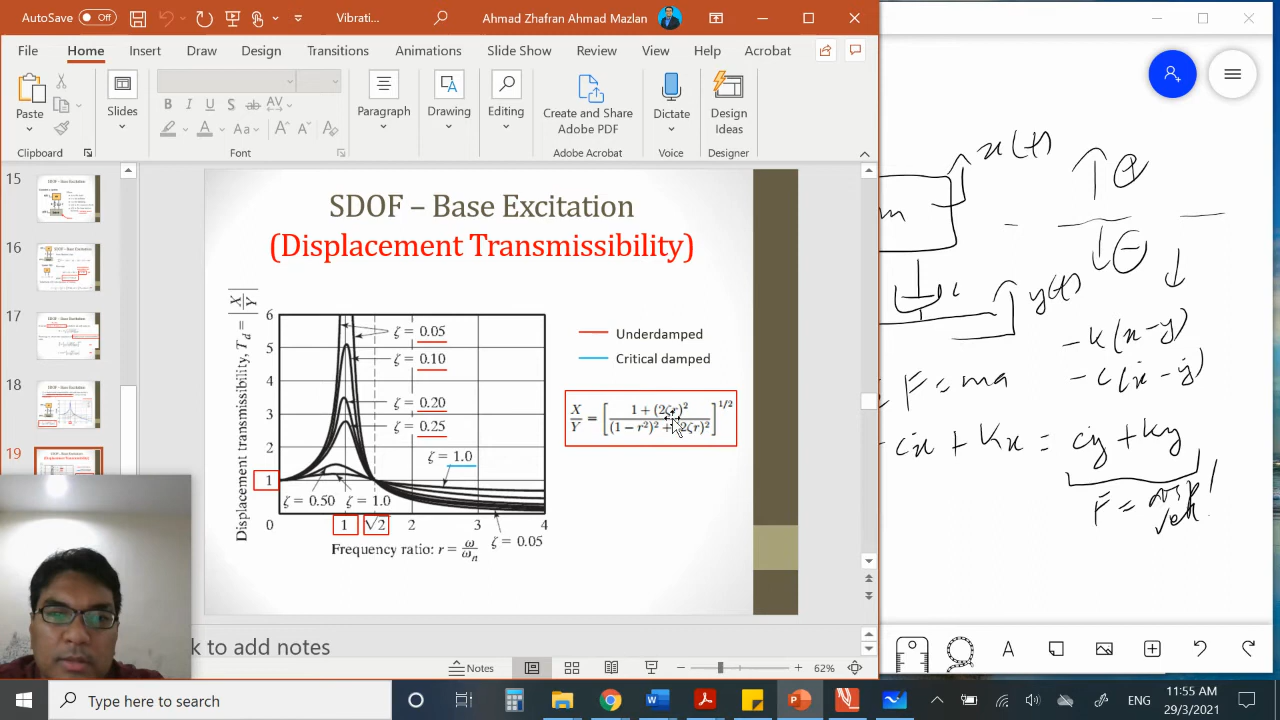 AutoSave Off Vibrati... Ahmad Zhafran Ahmad Mazlan
File Home Insert Draw Design Transitions Animations Slide Show Review View Help Acrobat
Paste Slides B I U S ab AV Aa A A Paragraph Drawing Editing Create and Share Adobe PDF Dictate Design Ideas
Clipboard Font Adobe Acrobat Voice Designer
15
16
17
18
19
SDOF – Base Excitation
(Displacement Transmissibility)
Displacement transmissibility, T_d = |X/Y|
6
5
4
3
2
1
0
1
√2
2
3
4
ζ = 0.05
ζ = 0.10
ζ = 0.20
ζ = 0.25
ζ = 1.0
ζ = 0.50
ζ = 1.0
ζ = 0.05
Frequency ratio: r = ω/ω_n
Underdamped
Critical damped
X/Y = [ 1 + (2ζr)² / (1 − r²)² + (2ζr)² ]^1/2
k to add notes
Notes
62%
x(t)
m
⊕
⊖
c
y(t)
-k(x-y)
-c(ẋ-ẏ)
F = ma
cẋ + kx = cẏ + ky
F =
Type here to search
ENG
11:55 AM
29/3/2021